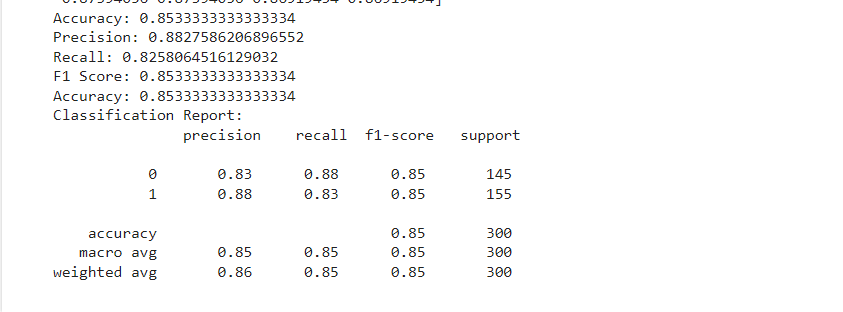 Accuracy: 0.8533333333333334
Precision: 0.8827586206896552
Recall: 0.8258064516129032
F1 Score: 0.8533333333333334
Accuracy: 0.8533333333333334
Classification Report:
precision recall f1-score support
0 0.83 0.88 0.85 145
1 0.88 0.83 0.85 155
accuracy 0.85 300
macro avg 0.85 0.85 0.85 300
weighted avg 0.86 0.85 0.85 300